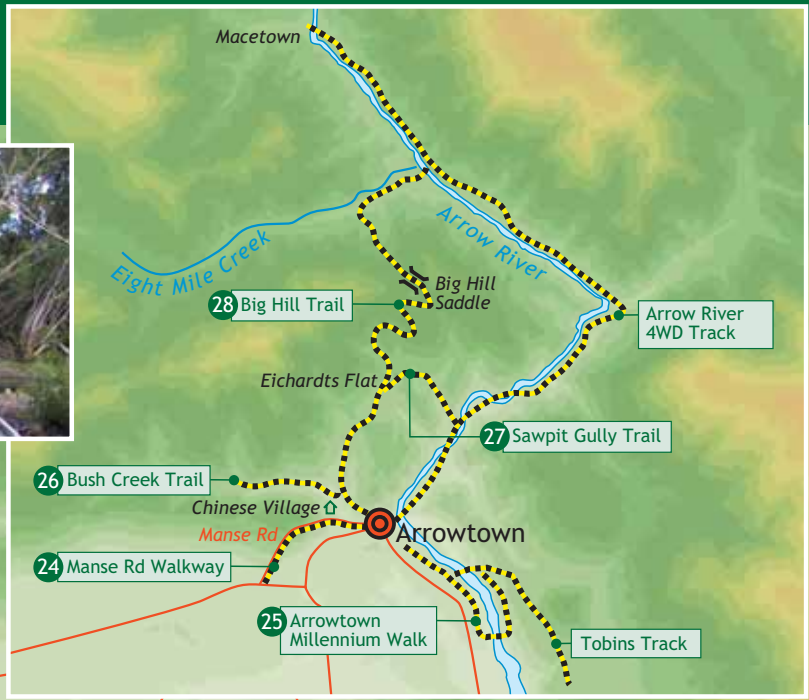 Macetown
Arrow River
Eight Mile Creek
Big Hill
Saddle
28 Big Hill Trail
Arrow River
4WD Track
Eichardts Flat
27 Sawpit Gully Trail
26 Bush Creek Trail
Chinese Village
Manse Rd
Arrowtown
24 Manse Rd Walkway
25 Arrowtown
Millennium Walk
Tobins Track